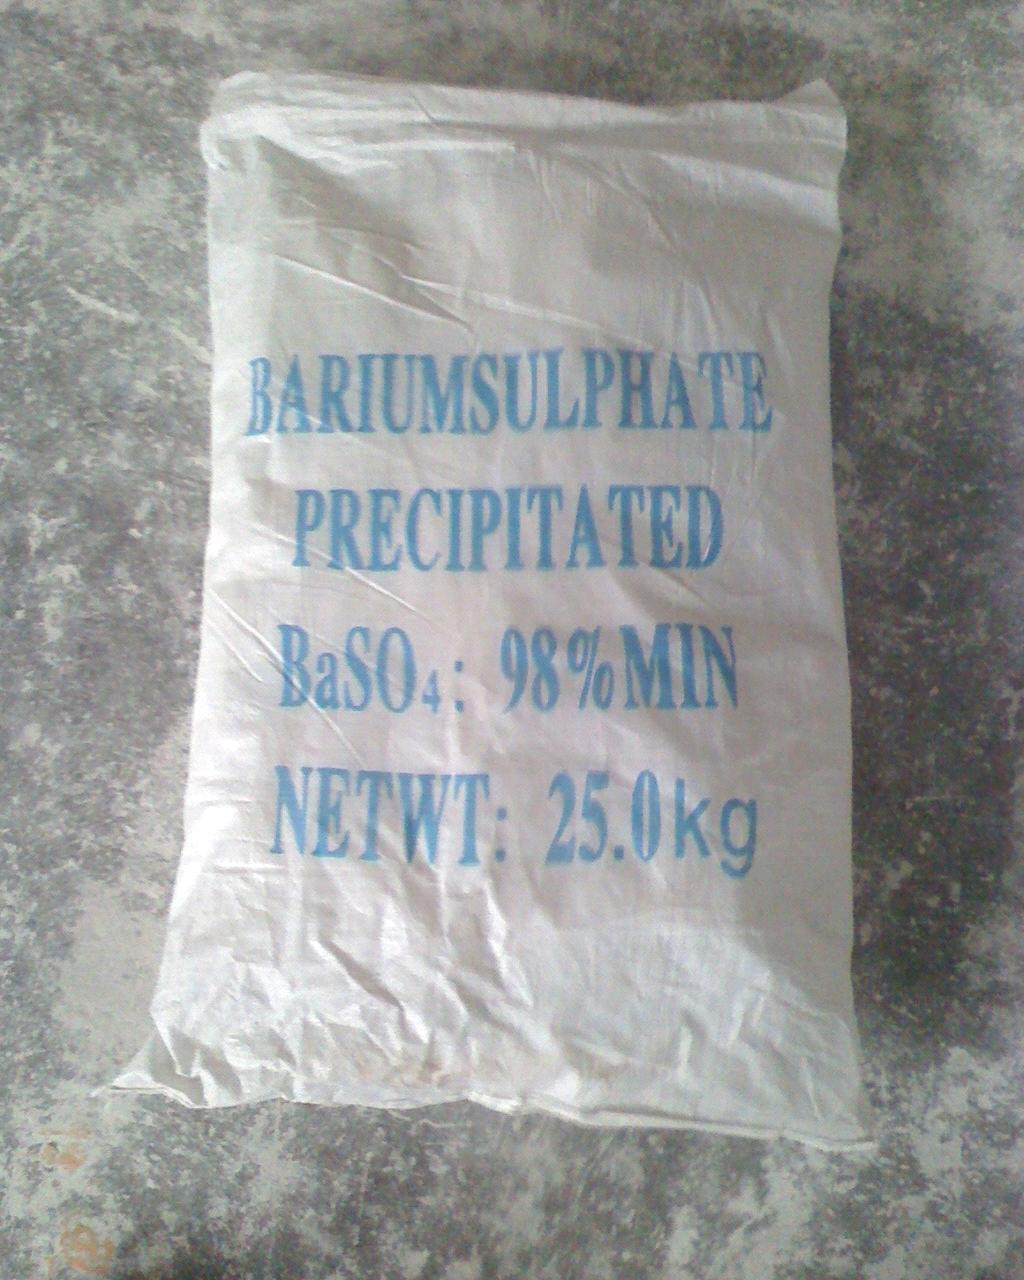 BARIUMSULPHATE
PRECIPITATED
BaSO₄: 98%MIN
NETWT: 25.0kg